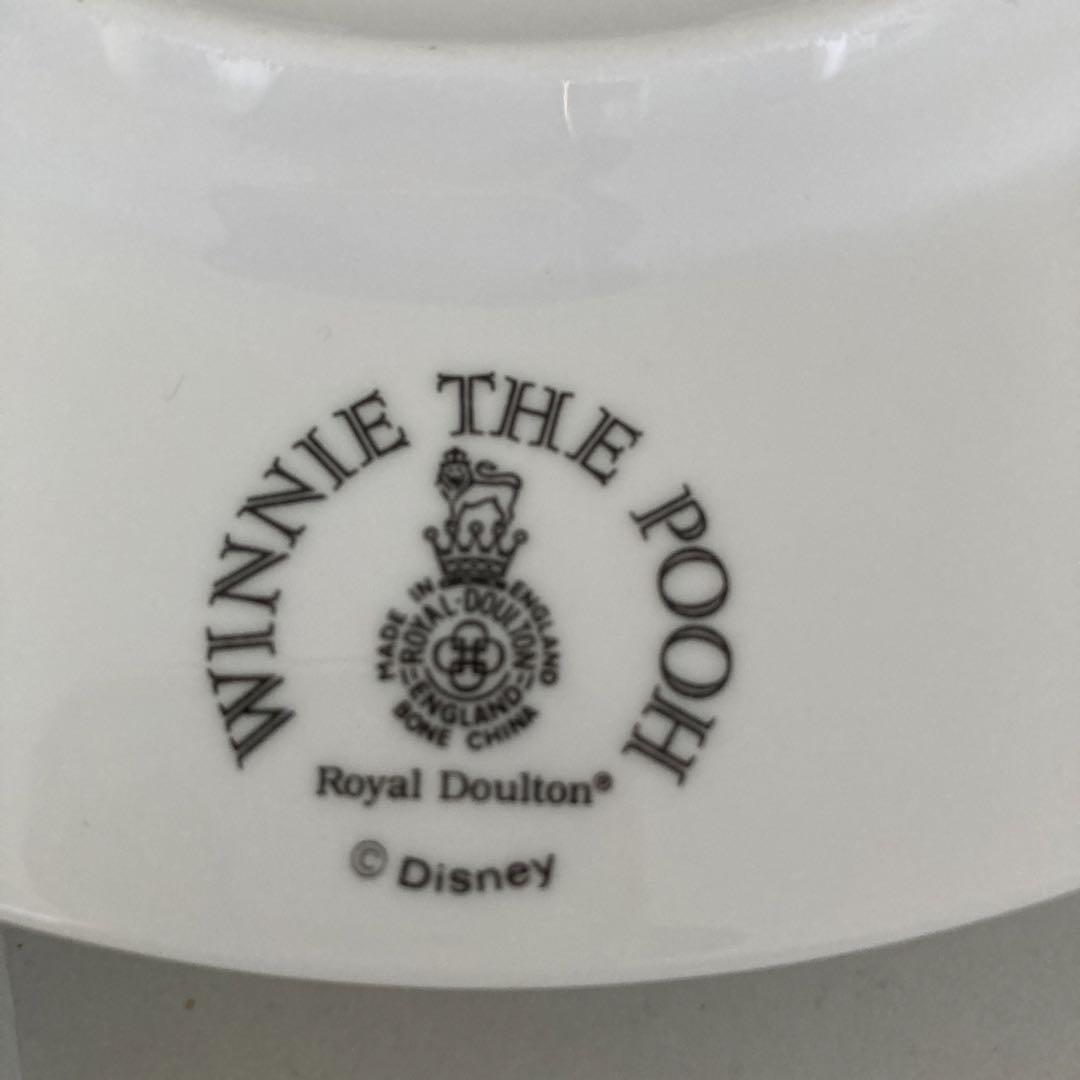 WINNIE THE POOH
MADE IN ENGLAND
ROYAL·DOULTON
ENGLAND
BONE CHINA
Royal Doulton®
© Disney